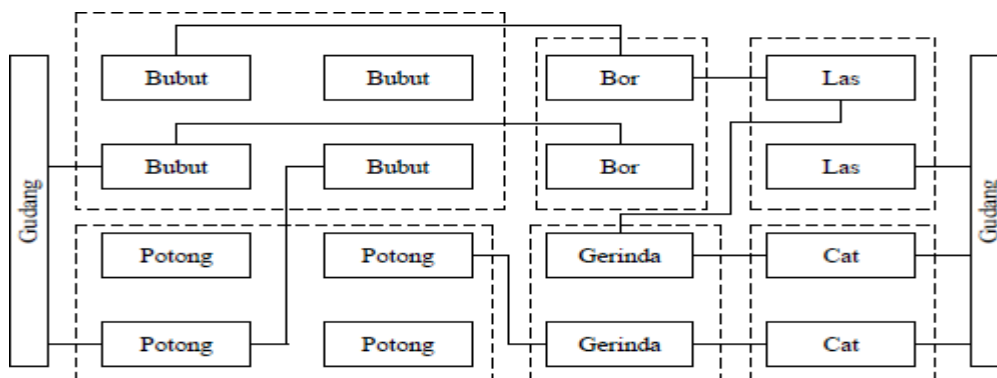 Gudang
Bubut
Bubut
Bor
Las
Bubut
Bubut
Bor
Las
Potong
Potong
Gerinda
Cat
Potong
Potong
Gerinda
Cat
Gudang